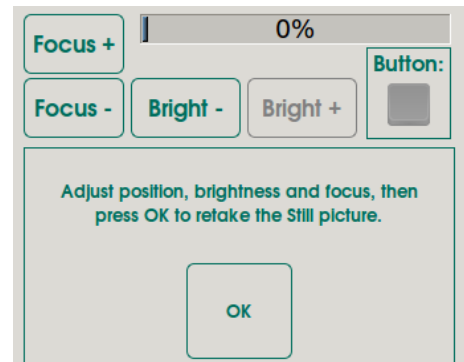 Focus +
0%
Button:
Focus -
Bright -
Bright +
Adjust position, brightness and focus, then
press OK to retake the Still picture.
OK